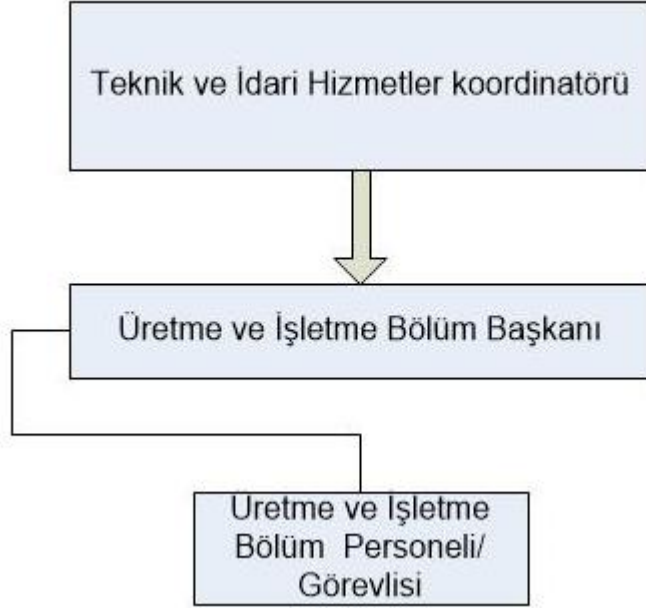 Teknik ve İdari Hizmetler koordinatörü
Üretme ve İşletme Bölüm Başkanı
Üretme ve İşletme
Bölüm  Personeli/
Görevlisi